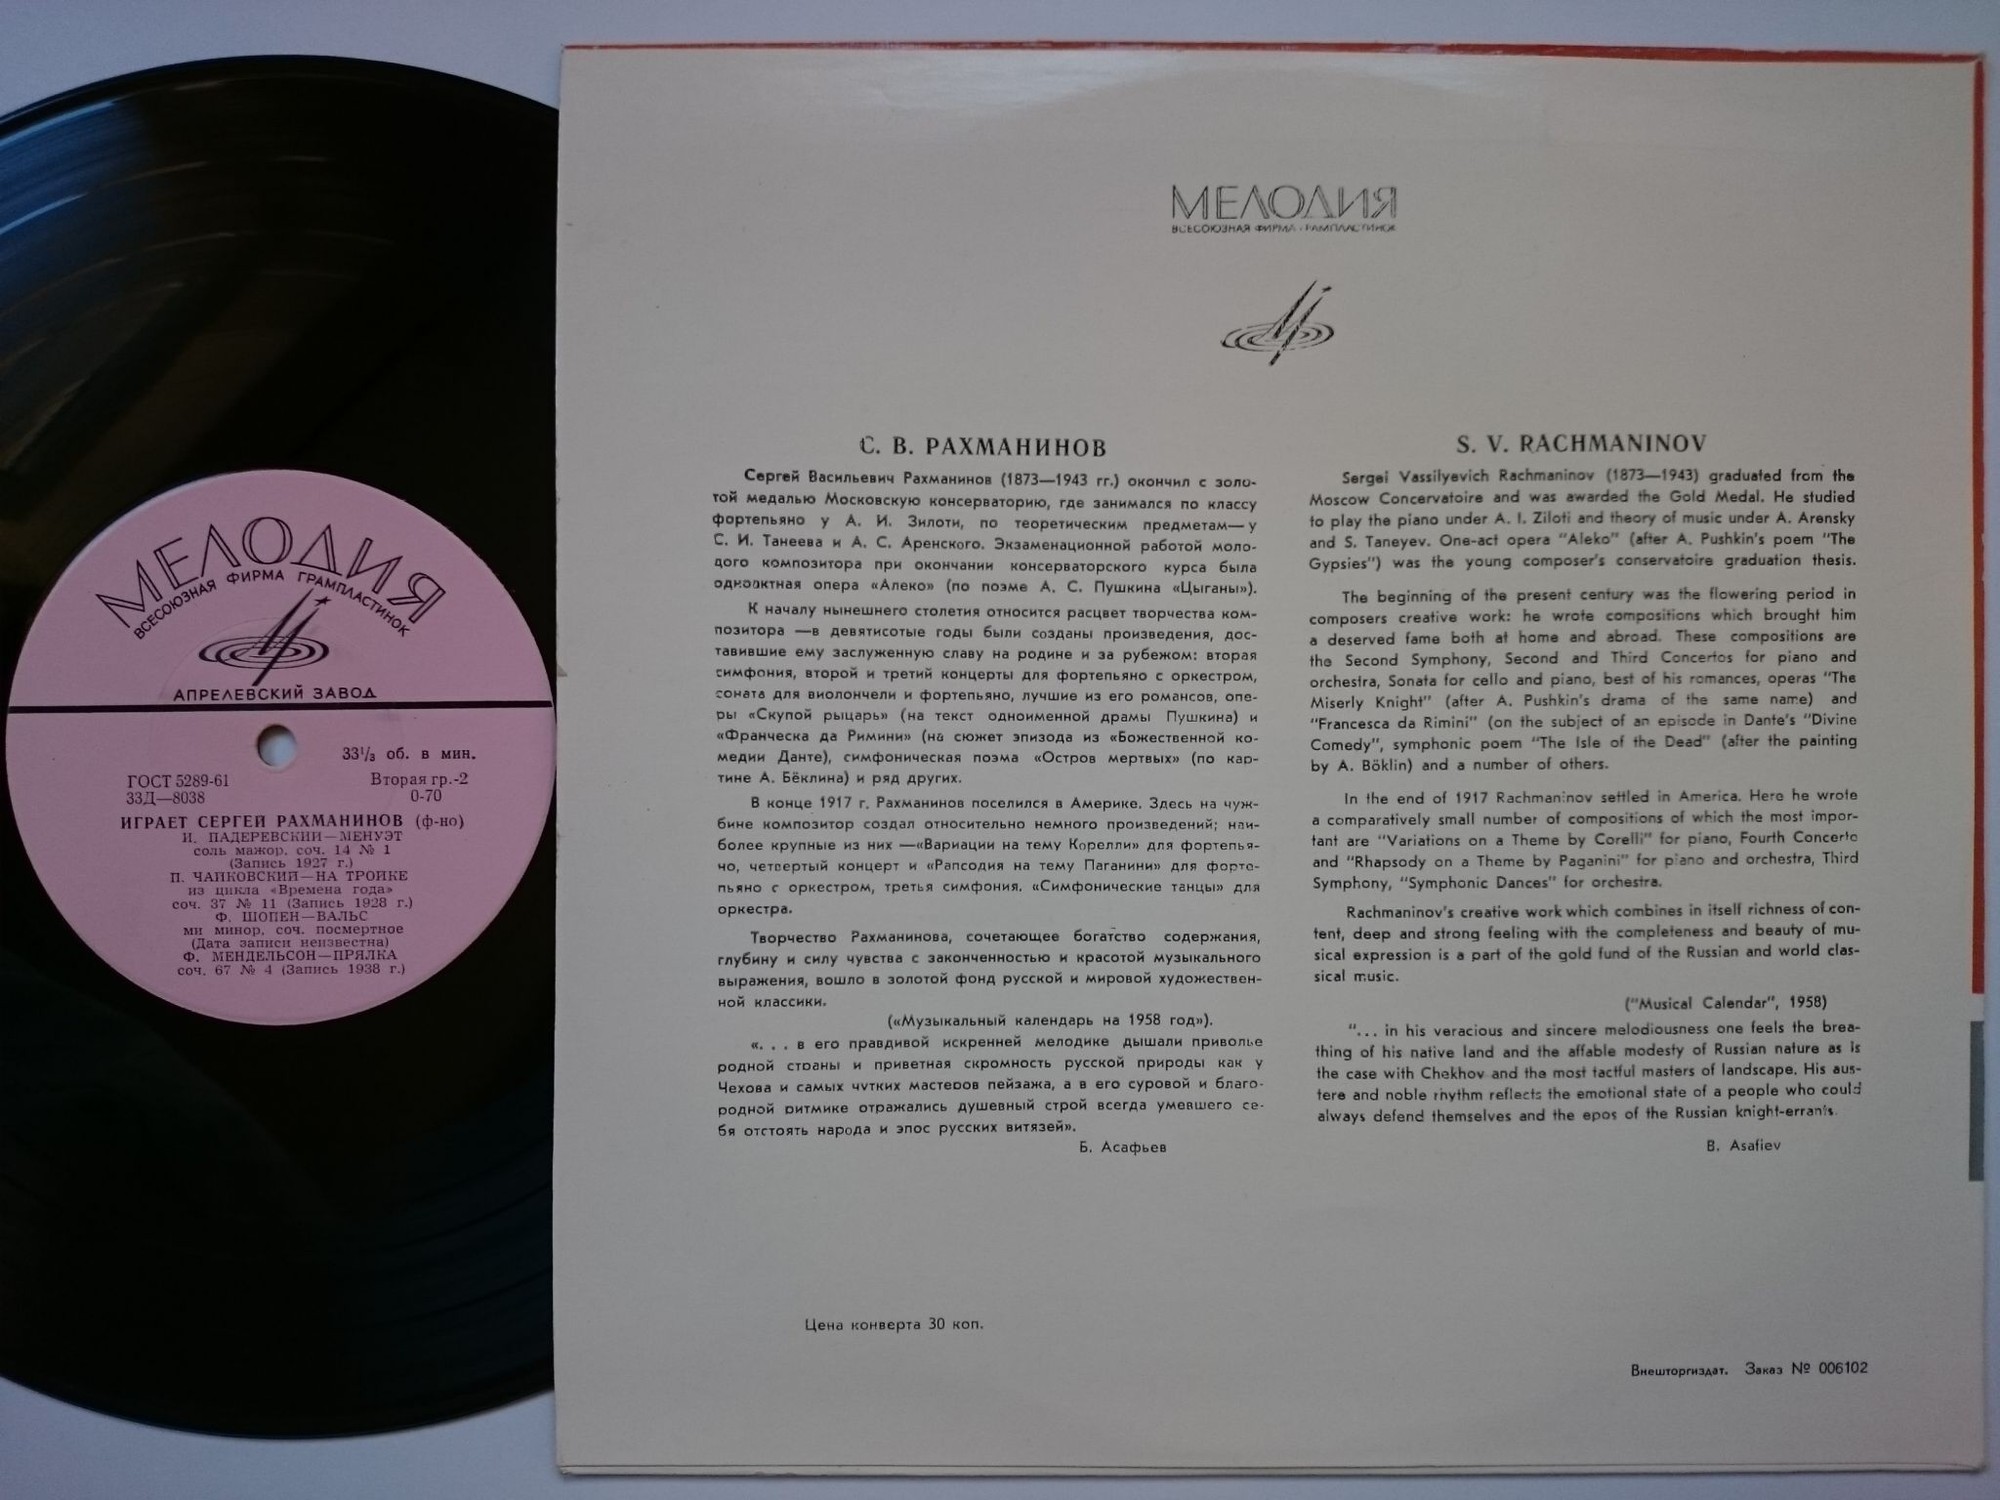 МЕЛОДИЯ
ВСЕСОЮЗНАЯ ФИРМА ГРАМПЛАСТИНОК
АПРЕЛЕВСКИЙ ЗАВОД
33⅓ об. в мин.
ГОСТ 5289-61 Вторая гр.-2
33Д—8038 0-70
ИГРАЕТ СЕРГЕЙ РАХМАНИНОВ (ф-но)
И. ПАДЕРЕВСКИЙ—МЕНУЭТ
соль мажор, соч. 14 № 1
(Запись 1927 г.)
П. ЧАЙКОВСКИЙ—НА ТРОЙКЕ
из цикла «Времена года»
соч. 37 № 11 (Запись 1928 г.)
Ф. ШОПЕН—ВАЛЬС
ми минор, соч. посмертное
(Дата записи неизвестна)
Ф. МЕНДЕЛЬСОН—ПРЯЛКА
соч. 67 № 4 (Запись 1938 г.)
МЕЛОДИЯ
ВСЕСОЮЗНАЯ ФИРМА ГРАМПЛАСТИНОК
С. В. РАХМАНИНОВ
Сергей Васильевич Рахманинов (1873—1943 гг.) окончил с золо-
той медалью Московскую консерваторию, где занимался по классу
фортепьяно у А. И. Зилоти, по теоретическим предметам—у
С. И. Танеева и А. С. Аренского. Экзаменационной работой моло-
дого композитора при окончании консерваторского курса была
одноактная опера «Алеко» (по поэме А. С. Пушкина «Цыганы»).
К началу нынешнего столетия относится расцвет творчества ком-
позитора —в девятисотые годы были созданы произведения, дос-
тавившие ему заслуженную славу на родине и за рубежом: вторая
симфония, второй и третий концерты для фортепьяно с оркестром,
соната для виолончели и фортепьяно, лучшие из его романсов, опе-
ры «Скупой рыцарь» (на текст одноименной драмы Пушкина) и
«Франческа да Римини» (на сюжет эпизода из «Божественной ко-
медии Данте), симфоническая поэма «Остров мертвых» (по кар-
тине А. Бёклина) и ряд других.
В конце 1917 г. Рахманинов поселился в Америке. Здесь на чуж-
бине композитор создал относительно немного произведений; наи-
более крупные из них —«Вариации на тему Корелли» для фортепья-
но, четвертый концерт и «Рапсодия на тему Паганини» для форте-
пьяно с оркестром, третья симфония. «Симфонические танцы» для
оркестра.
Творчество Рахманинова, сочетающее богатство содержания,
глубину и силу чувства с законченностью и красотой музыкального
выражения, вошло в золотой фонд русской и мировой художествен-
ной классики.
(«Музыкальный календарь на 1958 год»).
«. . . в его правдивой искренней мелодике дышали приволье
родной страны и приветная скромность русской природы как у
Чехова и самых чутких мастеров пейзажа, а в его суровой и благо-
родной ритмике отражались душевный строй всегда умевшего се-
бя отстоять народа и эпос русских витязей».
Б. Асафьев
S. V. RACHMANINOV
Sergei Vassilyevich Rachmaninov (1873—1943) graduated from the
Moscow Concervatoire and was awarded the Gold Medal. He studied
to play the piano under A. I. Ziloti and theory of music under A. Arensky
and S. Taneyev. One-act opera "Aleko" (after A. Pushkin's poem "The
Gypsies") was the young composer's conservatoire graduation thesis.
The beginning of the present century was the flowering period in
composers creative work: he wrote compositions which brought him
a deserved fame both at home and abroad. These compositions are
the Second Symphony, Second and Third Concertos for piano and
orchestra, Sonata for cello and piano, best of his romances, operas "The
Miserly Knight" (after A. Pushkin's drama of the same name) and
"Francesca da Rimini" (on the subject of an episode in Dante's "Divine
Comedy", symphonic poem "The Isle of the Dead" (after the painting
by A. Böklin) and a number of others.
In the end of 1917 Rachmaninov settled in America. Here he wrote
a comparatively small number of compositions of which the most impor-
tant are "Variations on a Theme by Corelli" for piano, Fourth Concerto
and "Rhapsody on a Theme by Paganini" for piano and orchestra, Third
Symphony, "Symphonic Dances" for orchestra.
Rachmaninov's creative work which combines in itself richness of con-
tent, deep and strong feeling with the completeness and beauty of mu-
sical expression is a part of the gold fund of the Russian and world clas-
sical music.
("Musical Calendar", 1958)
"... in his veracious and sincere melodiousness one feels the brea-
thing of his native land and the affable modesty of Russian nature as is
the case with Chekhov and the most tactful masters of landscape. His aus-
tere and noble rhythm reflects the emotional state of a people who could
always defend themselves and the epos of the Russian knight-errants.
B. Asafiev
Цена конверта 30 коп.
Внешторгиздат. Заказ № 006102